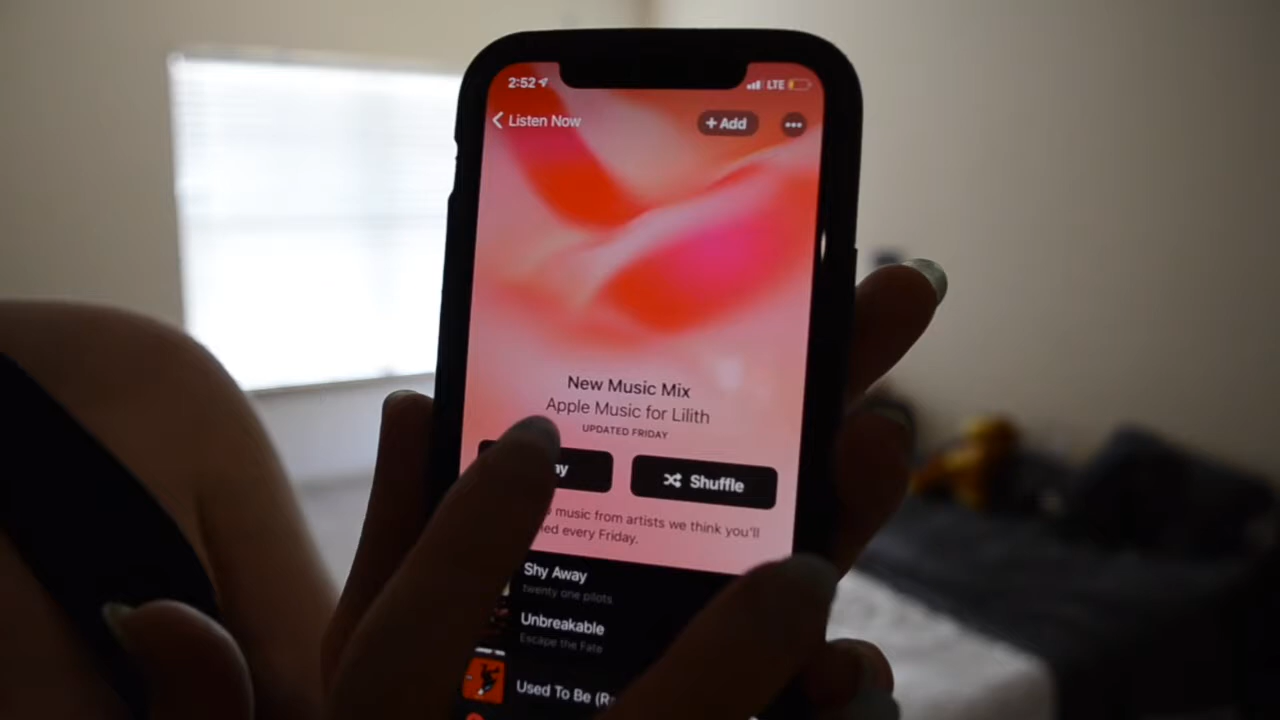 2:52
LTE
Listen Now
+ Add
New Music Mix
Apple Music for Lilith
UPDATED FRIDAY
Shuffle
music from artists we think you'll
every Friday.
Shy Away
twenty one pilots
Unbreakable
Escape the Fate
Used To Be